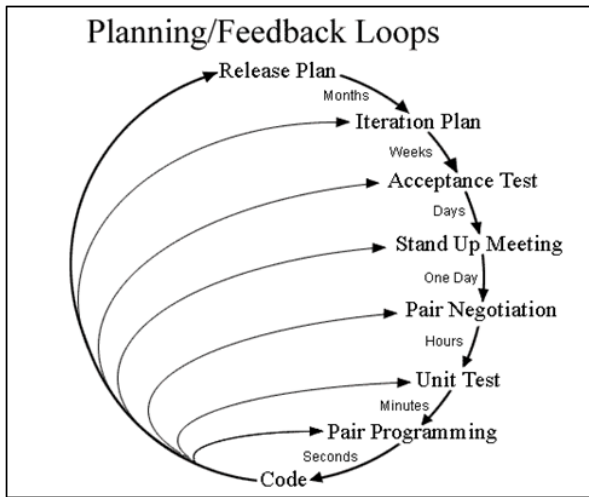 Planning/Feedback Loops
Release Plan
Months
Iteration Plan
Weeks
Acceptance Test
Days
Stand Up Meeting
One Day
Pair Negotiation
Hours
Unit Test
Minutes
Pair Programming
Seconds
Code